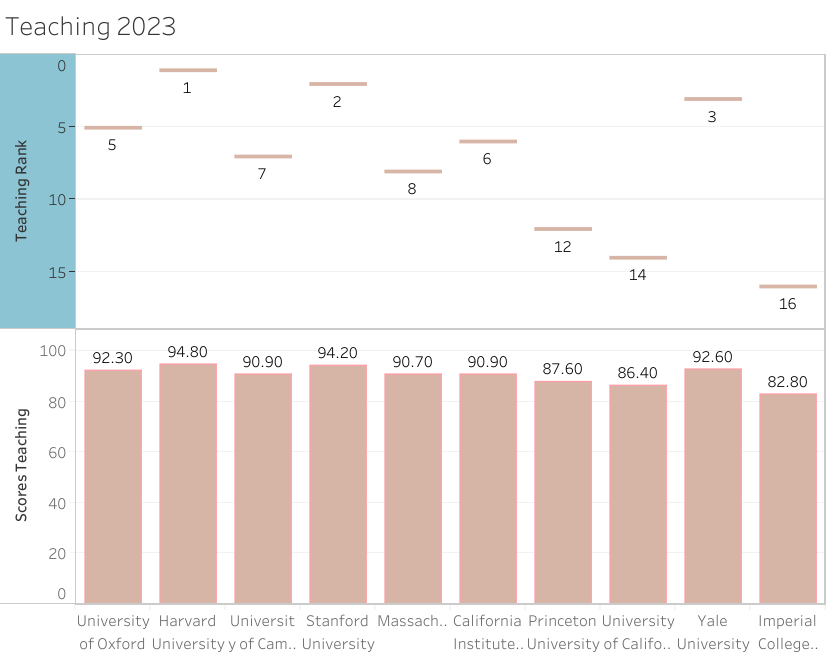 Teaching 2023
Teaching Rank
0
5
10
15
5
1
7
2
8
6
12
14
3
16
Scores Teaching
100
80
60
40
20
0
92.30
94.80
90.90
94.20
90.70
90.90
87.60
86.40
92.60
82.80
University
of Oxford
Harvard
University
Universit
y of Cam..
Stanford
University
Massach..
California
Institute..
Princeton
University
University
of Califo..
Yale
University
Imperial
College..